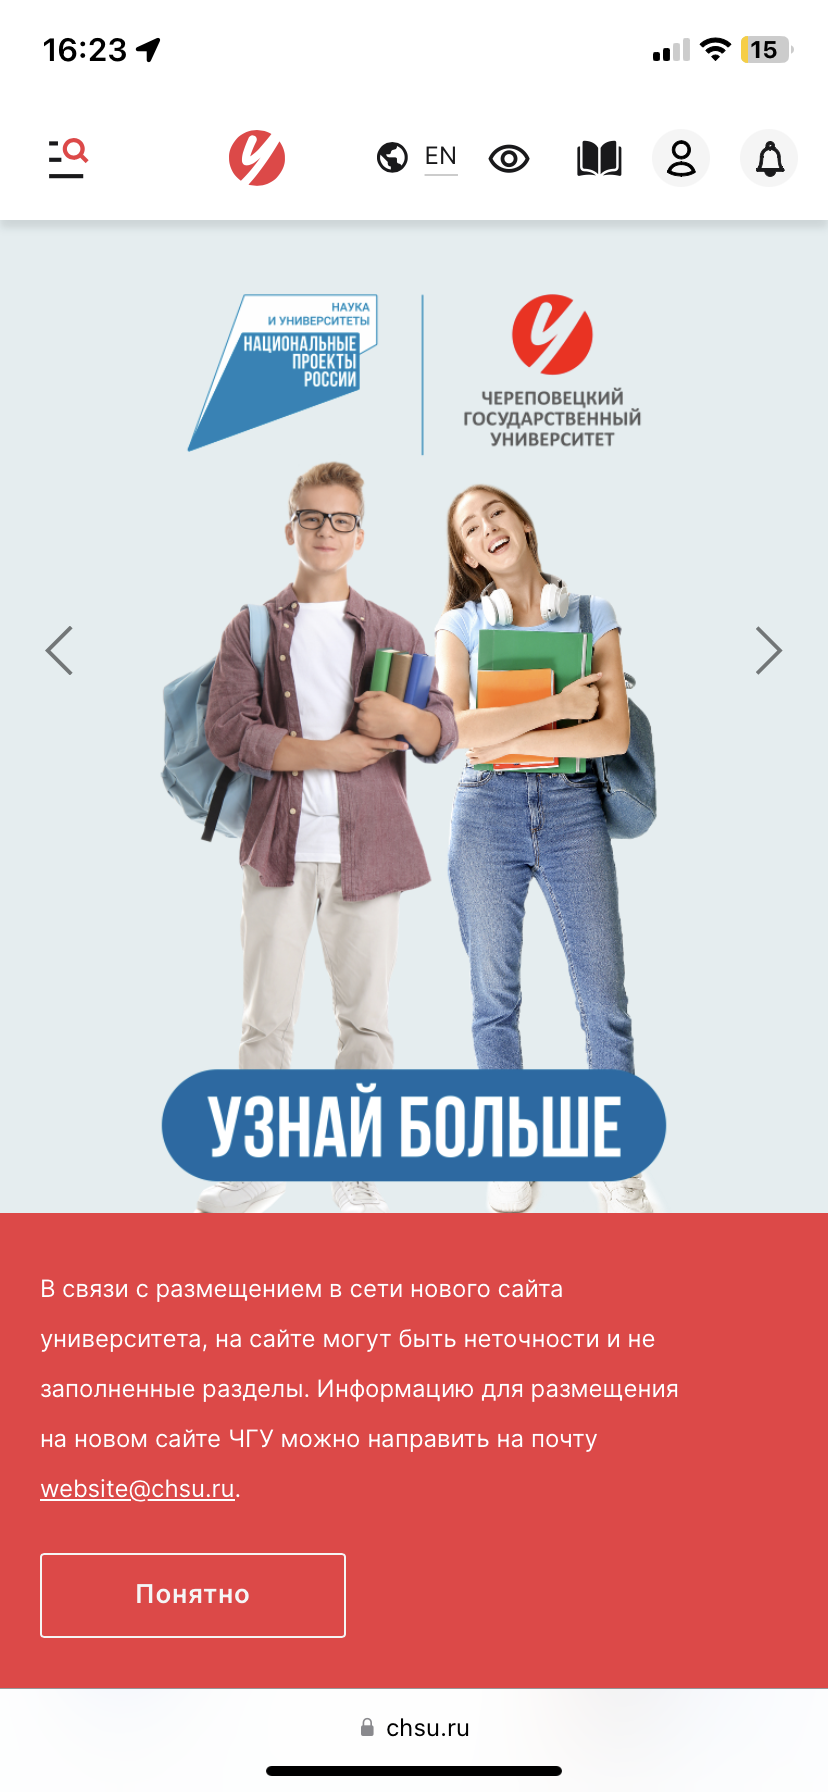 16:23
15
EN
НАУКА
И УНИВЕРСИТЕТЫ
НАЦИОНАЛЬНЫЕ
ПРОЕКТЫ
РОССИИ
ЧЕРЕПОВЕЦКИЙ
ГОСУДАРСТВЕННЫЙ
УНИВЕРСИТЕТ
УЗНАЙ БОЛЬШЕ
В связи с размещением в сети нового сайта
университета, на сайте могут быть неточности и не
заполненные разделы. Информацию для размещения
на новом сайте ЧГУ можно направить на почту
website@chsu.ru.
Понятно
chsu.ru